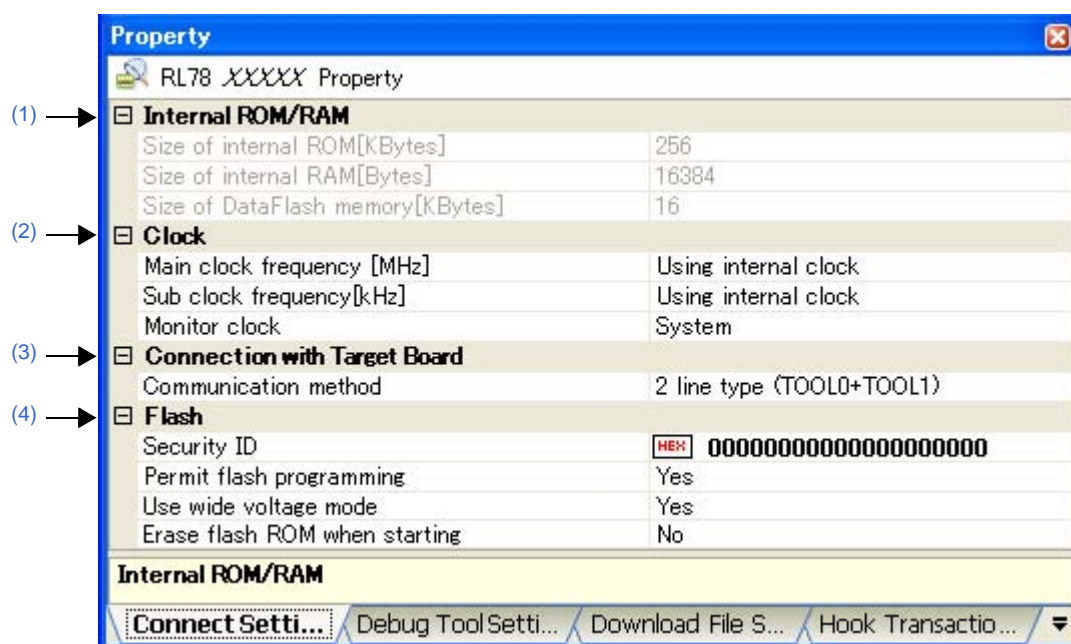 Property
RL78 XXXXX Property
(1) Internal ROM/RAM
Size of internal ROM[KBytes] 256
Size of internal RAM[Bytes] 16384
Size of DataFlash memory[KBytes] 16
(2) Clock
Main clock frequency [MHz] Using internal clock
Sub clock frequency[kHz] Using internal clock
Monitor clock System
(3) Connection with Target Board
Communication method 2 line type (TOOL0+TOOL1)
(4) Flash
Security ID HEX 00000000000000000000
Permit flash programming Yes
Use wide voltage mode Yes
Erase flash ROM when starting No
Internal ROM/RAM
Connect Setti... Debug Tool Setti... Download File S... Hook Transactio...